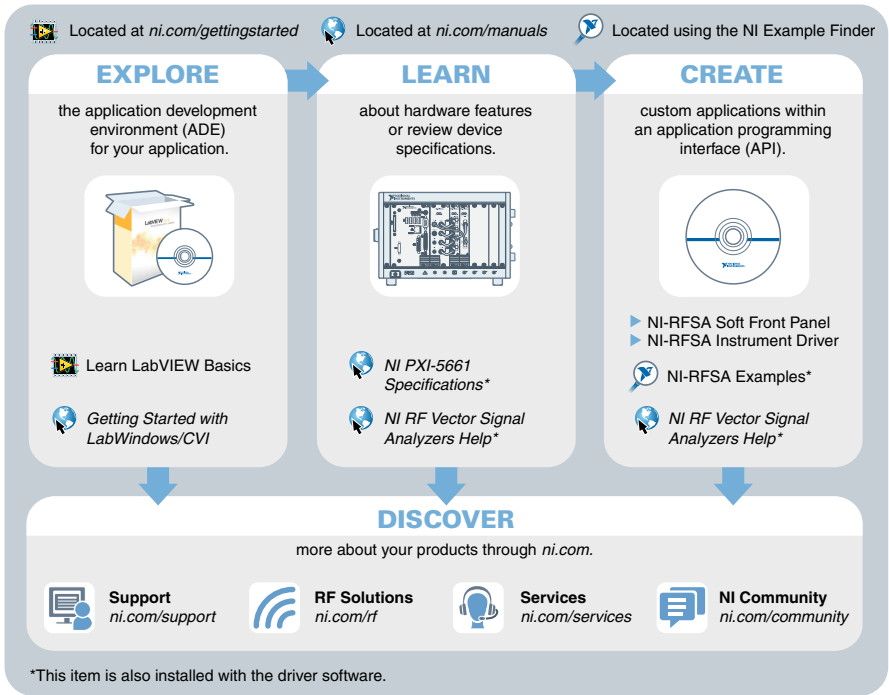 Located at ni.com/gettingstarted
Located at ni.com/manuals
Located using the NI Example Finder
EXPLORE
the application development
environment (ADE)
for your application.
LabVIEW
Learn LabVIEW Basics
Getting Started with
LabWindows/CVI
LEARN
about hardware features
or review device
specifications.
NI PXI-5661
Specifications*
NI RF Vector Signal
Analyzers Help*
CREATE
custom applications within
an application programming
interface (API).
NI-RFSA Soft Front Panel
NI-RFSA Instrument Driver
NI-RFSA Examples*
NI RF Vector Signal
Analyzers Help*
DISCOVER
more about your products through ni.com.
Support
ni.com/support
RF Solutions
ni.com/rf
Services
ni.com/services
NI Community
ni.com/community
*This item is also installed with the driver software.